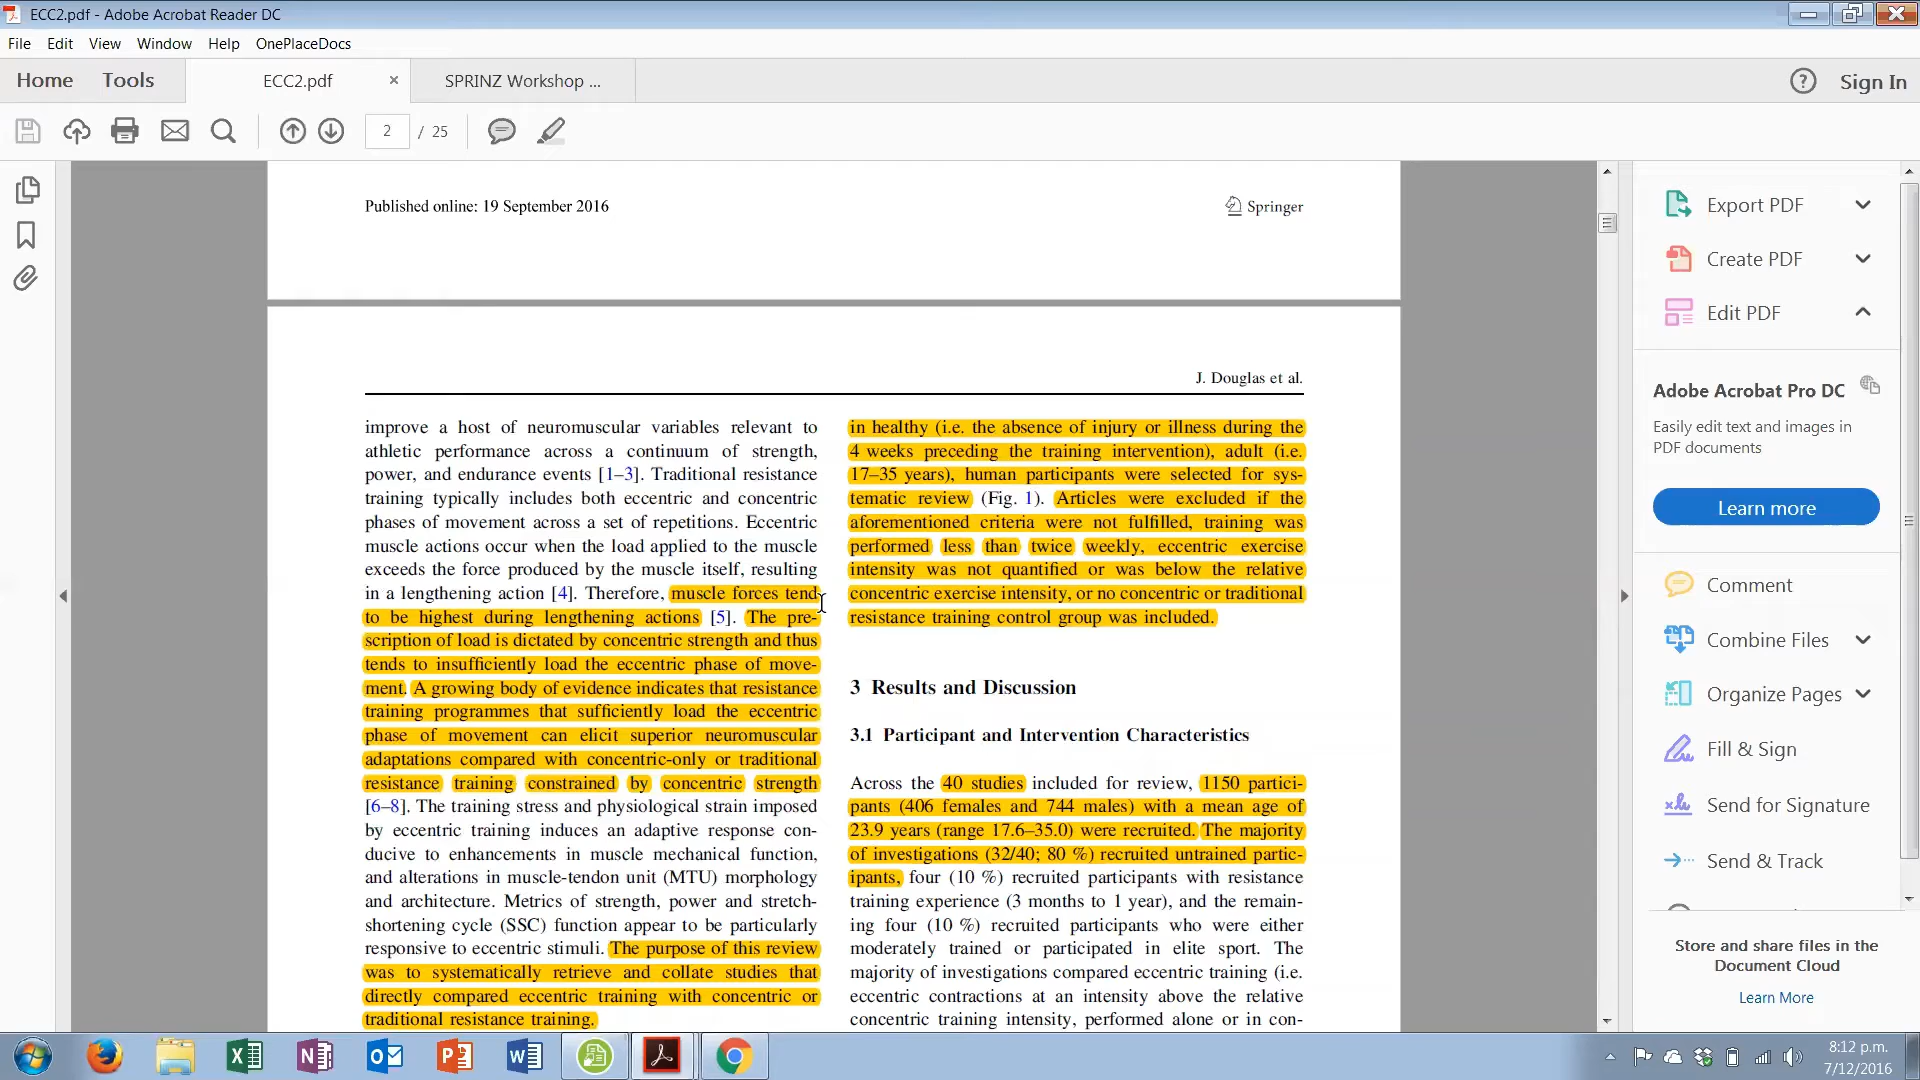 ECC2.pdf - Adobe Acrobat Reader DC
File Edit View Window Help OnePlaceDocs
Home Tools ECC2.pdf × SPRINZ Workshop ... ? Sign In
2 / 25
Published online: 19 September 2016
Springer
J. Douglas et al.
improve a host of neuromuscular variables relevant to
athletic performance across a continuum of strength,
power, and endurance events [1–3]. Traditional resistance
training typically includes both eccentric and concentric
phases of movement across a set of repetitions. Eccentric
muscle actions occur when the load applied to the muscle
exceeds the force produced by the muscle itself, resulting
in a lengthening action [4]. Therefore, muscle forces tend
to be highest during lengthening actions [5]. The pre-
scription of load is dictated by concentric strength and thus
tends to insufficiently load the eccentric phase of move-
ment. A growing body of evidence indicates that resistance
training programmes that sufficiently load the eccentric
phase of movement can elicit superior neuromuscular
adaptations compared with concentric-only or traditional
resistance training constrained by concentric strength
[6–8]. The training stress and physiological strain imposed
by eccentric training induces an adaptive response con-
ducive to enhancements in muscle mechanical function,
and alterations in muscle-tendon unit (MTU) morphology
and architecture. Metrics of strength, power and stretch-
shortening cycle (SSC) function appear to be particularly
responsive to eccentric stimuli. The purpose of this review
was to systematically retrieve and collate studies that
directly compared eccentric training with concentric or
traditional resistance training.
in healthy (i.e. the absence of injury or illness during the
4 weeks preceding the training intervention), adult (i.e.
17–35 years), human participants were selected for sys-
tematic review (Fig. 1). Articles were excluded if the
aforementioned criteria were not fulfilled, training was
performed less than twice weekly, eccentric exercise
intensity was not quantified or was below the relative
concentric exercise intensity, or no concentric or traditional
resistance training control group was included.
3 Results and Discussion
3.1 Participant and Intervention Characteristics
Across the 40 studies included for review, 1150 partici-
pants (406 females and 744 males) with a mean age of
23.9 years (range 17.6–35.0) were recruited. The majority
of investigations (32/40; 80 %) recruited untrained partic-
ipants, four (10 %) recruited participants with resistance
training experience (3 months to 1 year), and the remain-
ing four (10 %) recruited participants who were either
moderately trained or participated in elite sport. The
majority of investigations compared eccentric training (i.e.
eccentric contractions at an intensity above the relative
concentric training intensity, performed alone or in con-
Export PDF
Create PDF
Edit PDF
Adobe Acrobat Pro DC
Easily edit text and images in
PDF documents
Learn more
Comment
Combine Files
Organize Pages
Fill & Sign
Send for Signature
Send & Track
Store and share files in the
Document Cloud
Learn More
8:12 p.m.
7/12/2016